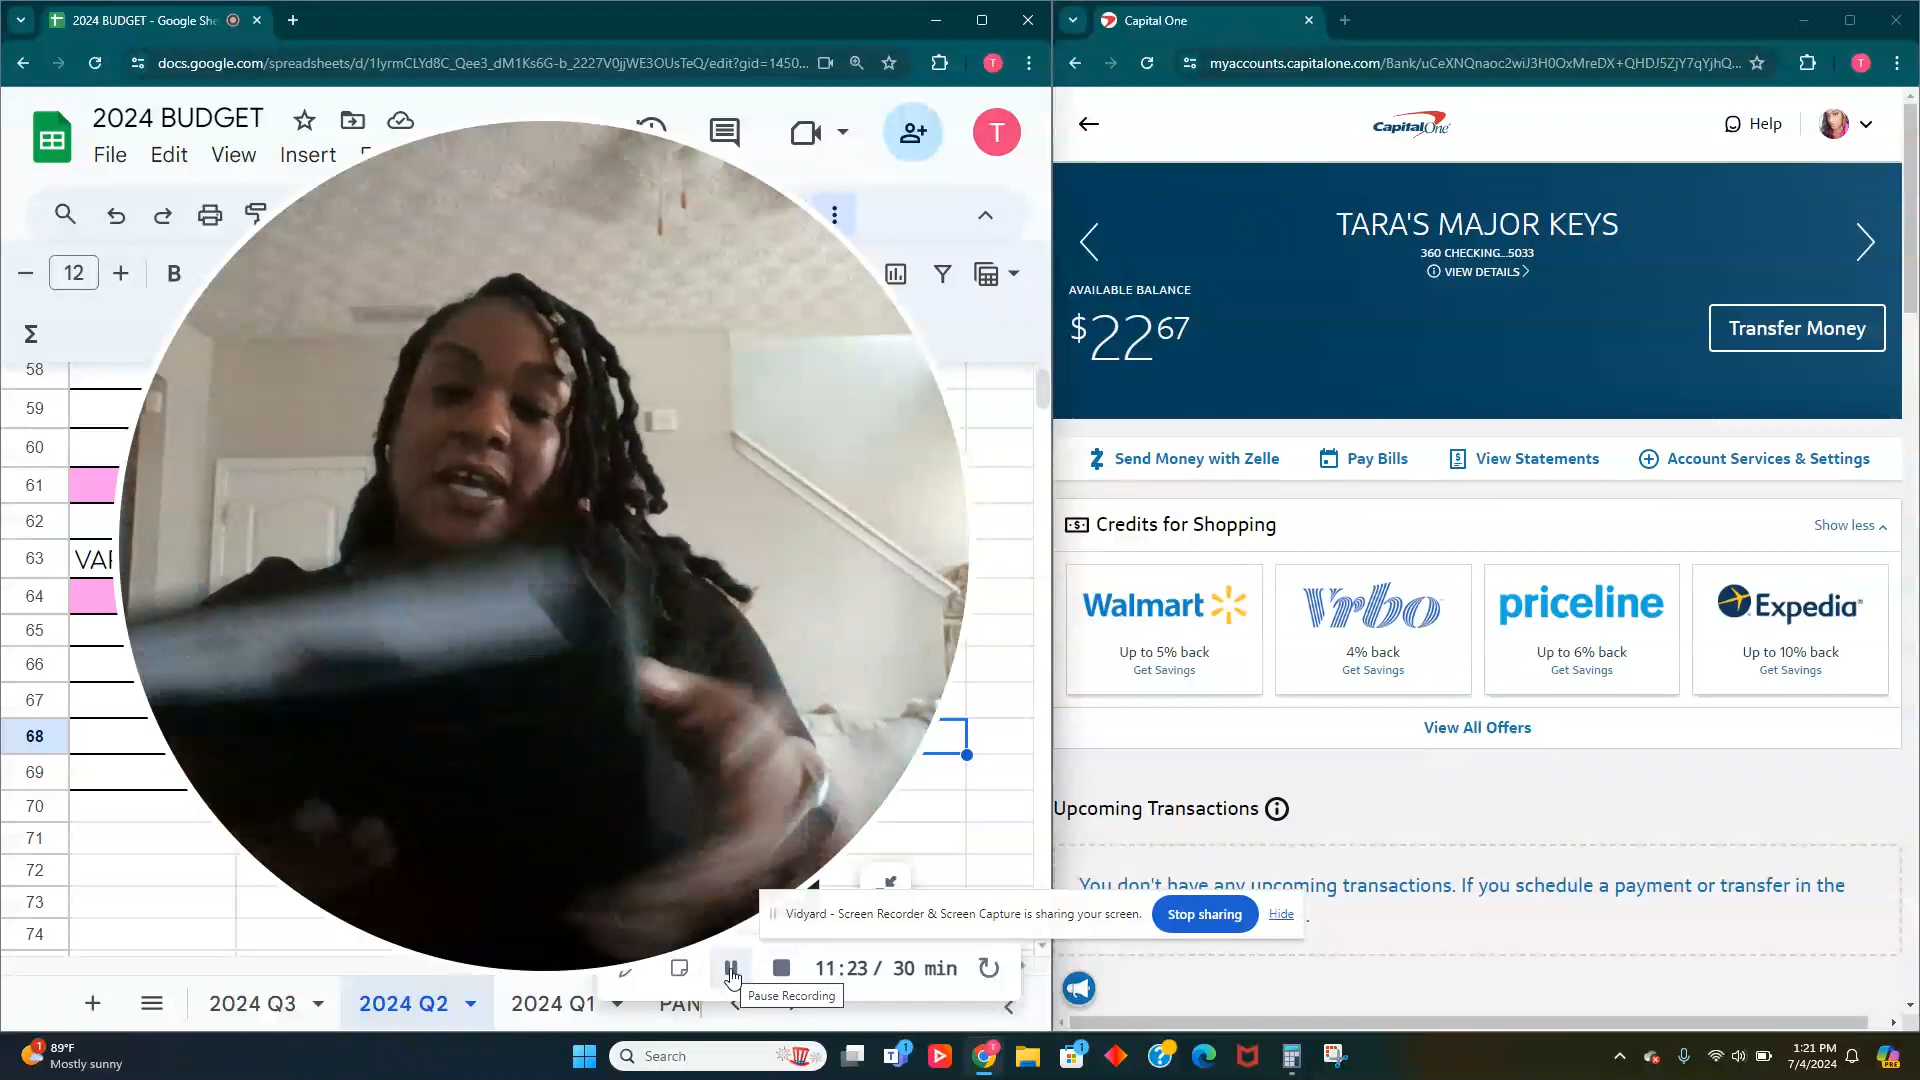 2024 BUDGET - Google She
docs.google.com/spreadsheets/d/1IyrmCLYd8C_Qee3_dM1Ks6G-b_2227V0jjWE3OUsTeQ/edit?gid=1450...
T
2024 BUDGET
T
File Edit View Insert
12
B
Σ
58
59
60
61
62
63 VAR
64
65
66
67
68
69
70
71
72
73
74
2024 Q3 2024 Q2 2024 Q1 PAN
Vidyard - Screen Recorder & Screen Capture is sharing your screen. Stop sharing Hide
11:23 / 30 min
Pause Recording
Capital One
myaccounts.capitalone.com/Bank/uCeXNQnaoc2wiJ3H0OxMreDX+QHDJ5ZjY7qYjhQ...
T
Capital One
Help
TARA'S MAJOR KEYS
360 CHECKING...5033
VIEW DETAILS
AVAILABLE BALANCE
$22 67
Transfer Money
Send Money with Zelle Pay Bills View Statements Account Services & Settings
Credits for Shopping Show less
Walmart Vrbo priceline Expedia
Up to 5% back 4% back Up to 6% back Up to 10% back
Get Savings Get Savings Get Savings Get Savings
View All Offers
Upcoming Transactions
You don't have any upcoming transactions. If you schedule a payment or transfer in the
89°F
Mostly sunny
Search
1:21 PM
7/4/2024